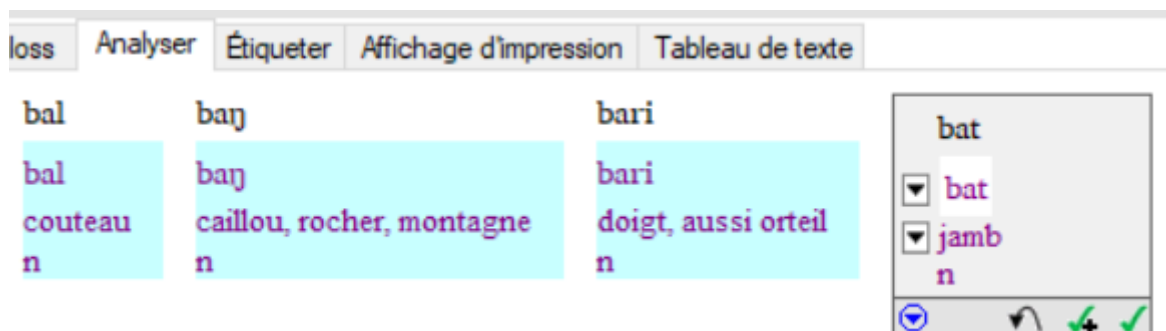 loss Analyser Étiqueter Affichage d'impression Tableau de texte
bal baŋ bari bat
bal baŋ bari bat
couteau caillou, rocher, montagne doigt, aussi orteil jamb
n n n n